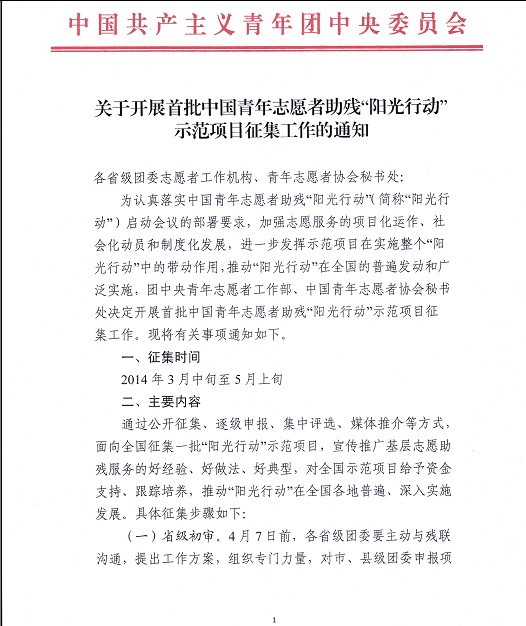 中国共产主义青年团中央委员会
关于开展首批中国青年志愿者助残“阳光行动”
示范项目征集工作的通知
各省级团委志愿者工作机构、青年志愿者协会秘书处：
为认真落实中国青年志愿者助残“阳光行动”（简称“阳光行
动”）启动会议的部署要求，加强志愿服务的项目化运作、社
会化动员和制度化发展，进一步发挥示范项目在实施整个“阳
光行动”中的带动作用，推动“阳光行动”在全国的普遍发动和广
泛实施，团中央青年志愿者工作部、中国青年志愿者协会秘书
处决定开展首批中国青年志愿者助残“阳光行动”示范项目征
集工作。现将有关事项通知如下。
一、征集时间
2014年3月中旬至5月上旬
二、主要内容
通过公开征集、逐级申报、集中评选、媒体推介等方式，
面向全国征集一批“阳光行动”示范项目，宣传推广基层志愿助
残服务的好经验、好做法、好典型，对全国示范项目给予资金
支持、跟踪培养，推动“阳光行动”在全国各地普遍、深入实施
发展。具体征集步骤如下：
（一）省级初审。4月7日前，各省级团委要主动与残联
沟通，提出工作方案，组织专门力量，对市、县级团委申报项
1